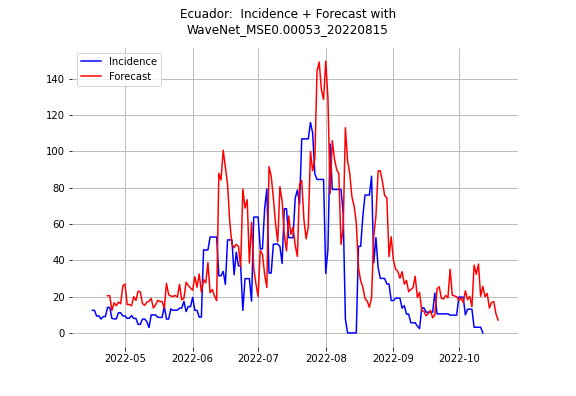 Ecuador:  Incidence + Forecast with
WaveNet_MSE0.00053_20220815
Incidence
Forecast
140
120
100
80
60
40
20
0
2022-05 2022-06 2022-07 2022-08 2022-09 2022-10